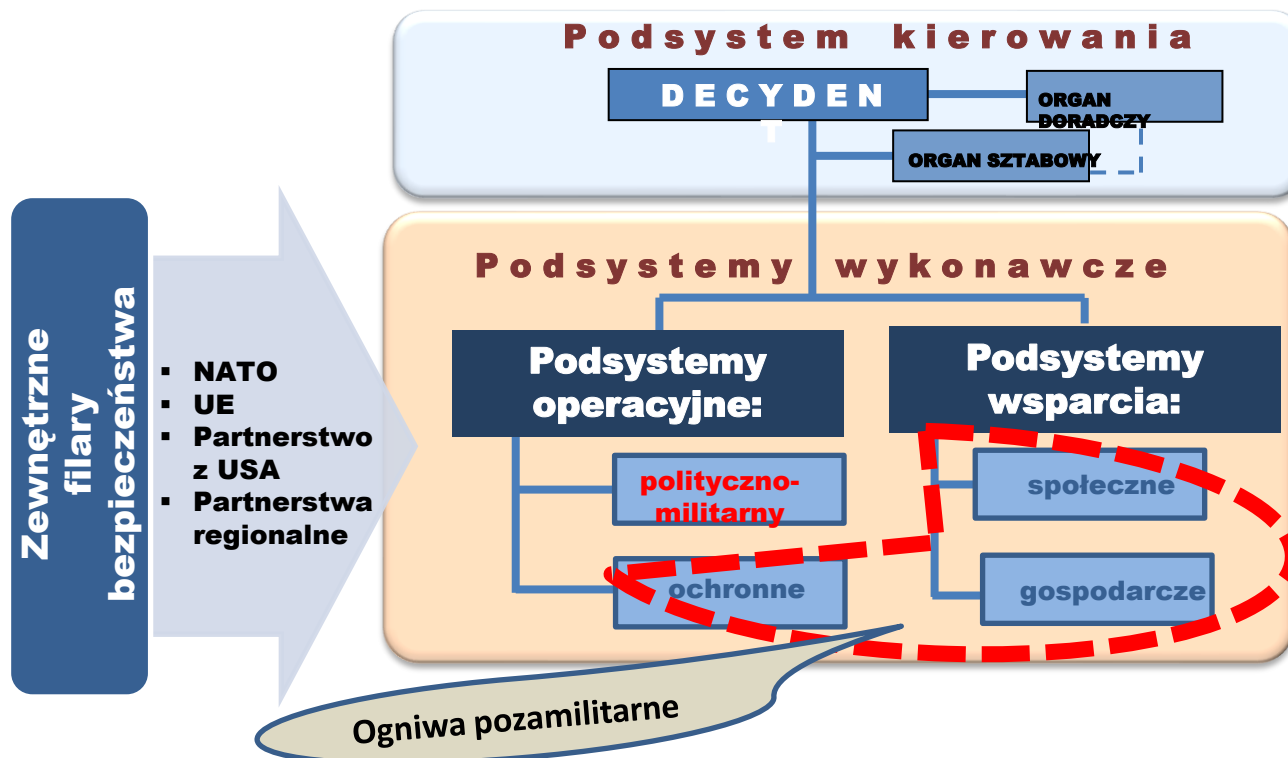 Podsystem kierowania
DECYDEN
T
ORGAN
DORADCZY
ORGAN SZTABOWY
Zewnętrzne
filary
bezpieczeństwa
▪ NATO
▪ UE
▪ Partnerstwo
z USA
▪ Partnerstwa
regionalne
Podsystemy wykonawcze
Podsystemy
operacyjne:
polityczno-
militarny
ochronne
Podsystemy
wsparcia:
społeczne
gospodarcze
Ogniwa pozamilitarne